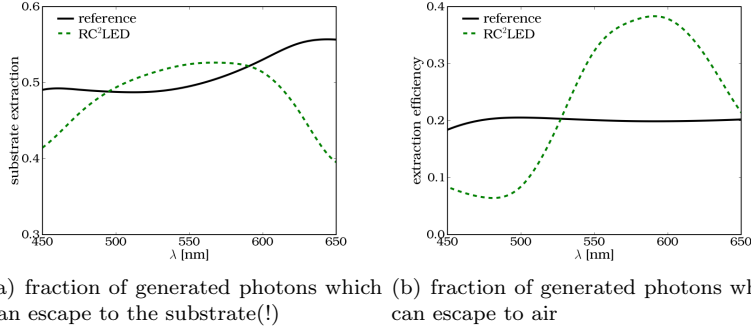 0.6
0.5
0.4
0.3
substrate extraction
reference
RC²LED
450 500 550 600 650
λ [nm]
0.4
0.3
0.2
0.1
0.0
extraction efficiency
reference
RC²LED
450 500 550 600 650
λ [nm]
a) fraction of generated photons which
an escape to the substrate(!)
(b) fraction of generated photons wh
can escape to air